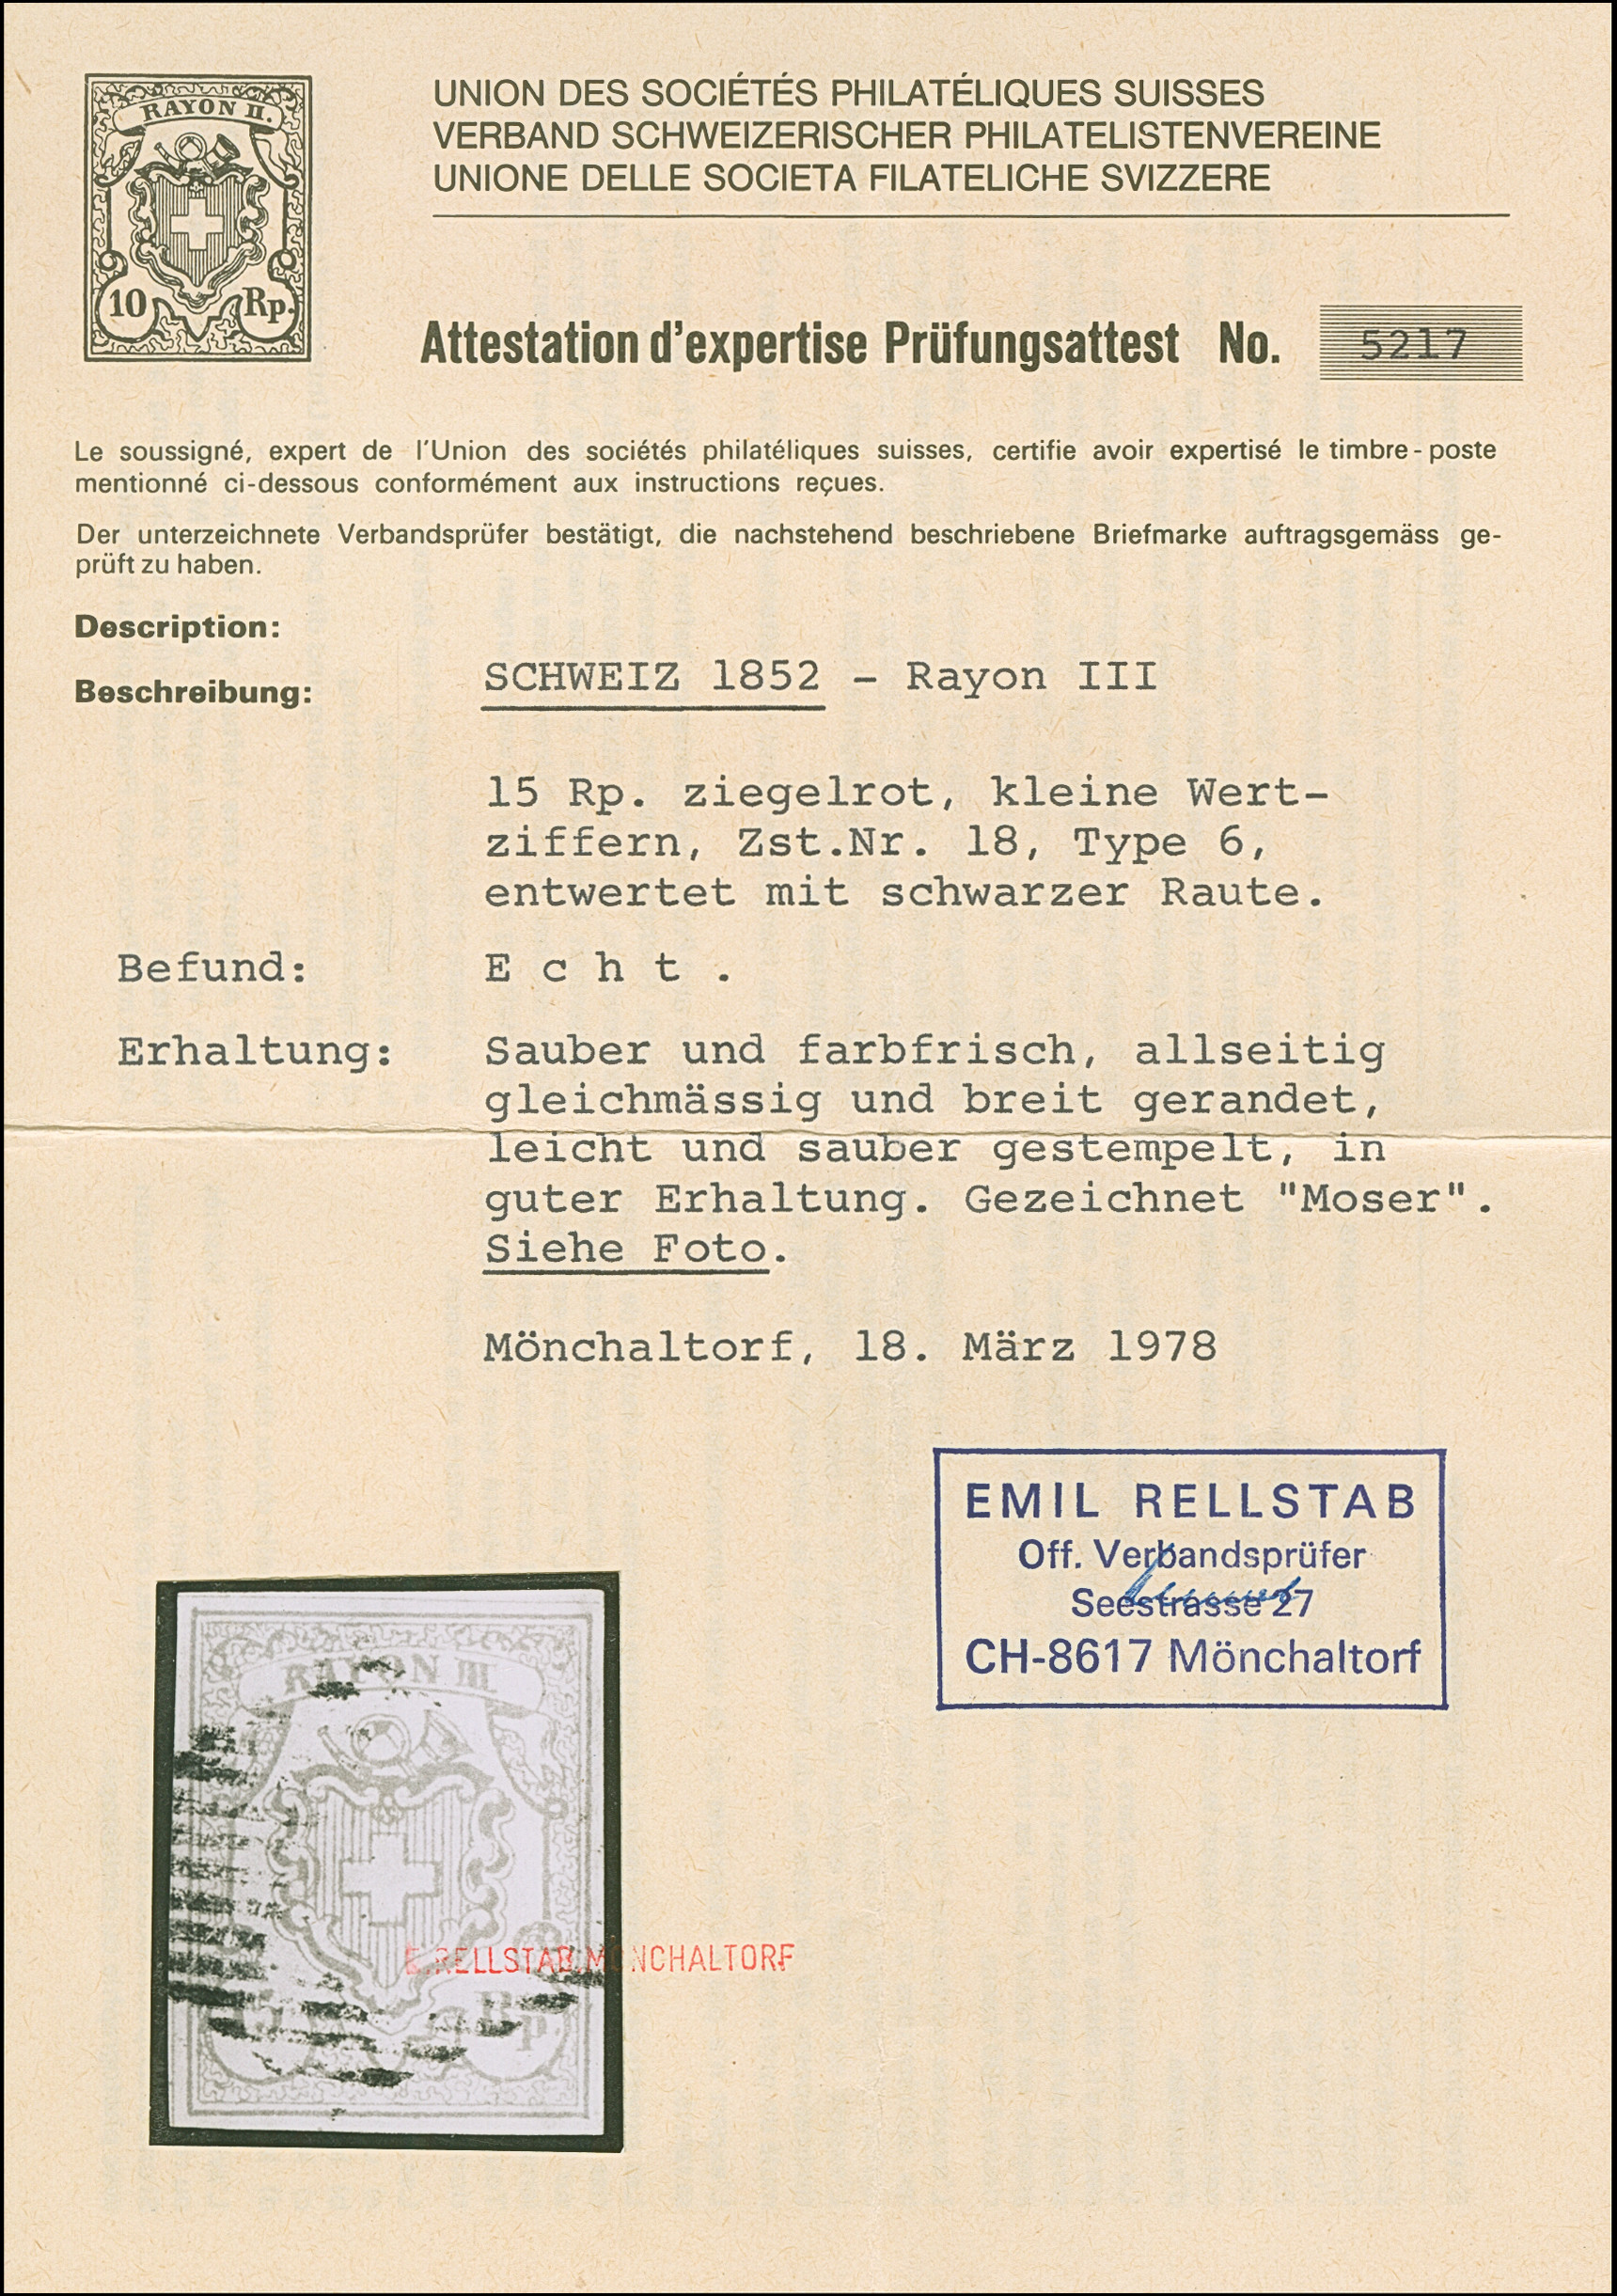 RAYON II.
10 Rp.
UNION DES SOCIÉTÉS PHILATÉLIQUES SUISSES
VERBAND SCHWEIZERISCHER PHILATELISTENVEREINE
UNIONE DELLE SOCIETA FILATELICHE SVIZZERE
Attestation d'expertise Prüfungsattest No. 5217
Le soussigné, expert de l'Union des sociétés philatéliques suisses, certifie avoir expertisé le timbre-poste
mentionné ci-dessous conformément aux instructions reçues.
Der unterzeichnete Verbandsprüfer bestätigt, die nachstehend beschriebene Briefmarke auftragsgemäss ge-
prüft zu haben.
Description:
Beschreibung: SCHWEIZ 1852 - Rayon III
15 Rp. ziegelrot, kleine Wert-
ziffern, Zst.Nr. 18, Type 6,
entwertet mit schwarzer Raute.
Befund: E c h t .
Erhaltung: Sauber und farbfrisch, allseitig
gleichmässig und breit gerandet,
leicht und sauber gestempelt, in
guter Erhaltung. Gezeichnet "Moser".
Siehe Foto.
Mönchaltorf, 18. März 1978
EMIL RELLSTAB
Off. Verbandsprüfer
Seestrasse 27
CH-8617 Mönchaltorf
RAYON III
E. RELLSTAB, MÖNCHALTORF
Rp